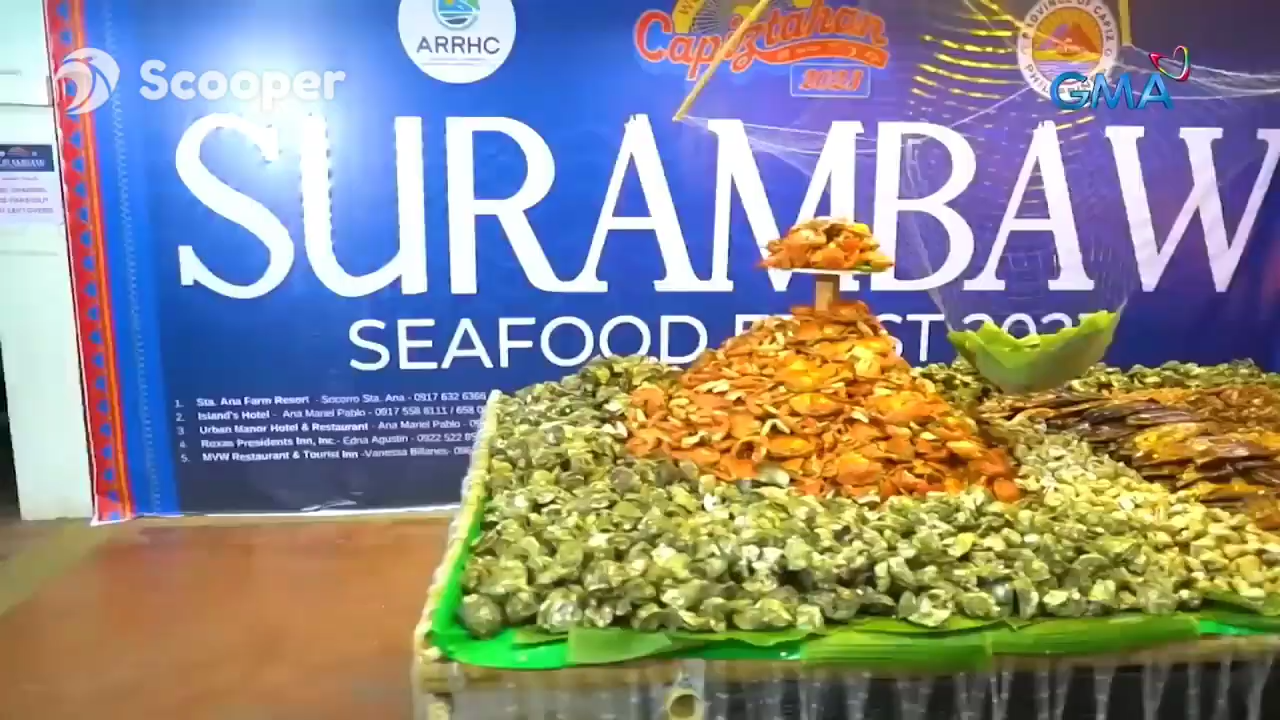 ARRHC
Capiztahan
2023
Scooper
GMA
SURAMBAW
SEAFOOD
1. Sta. Ana Farm Resort - Socorro Sta. Ana - 0917 632 6366
2. Island's Hotel - Ana Mariel Pablo - 0917 558 6111 / 658
3. Urban Manor Hotel & Restaurant - Ana Mariel Pablo -
4. Roxas Presidents Inn, Inc.- Edna Agustin - 0922 522
5. MVW Restaurant & Tourist Inn -Vanessa Billanes-